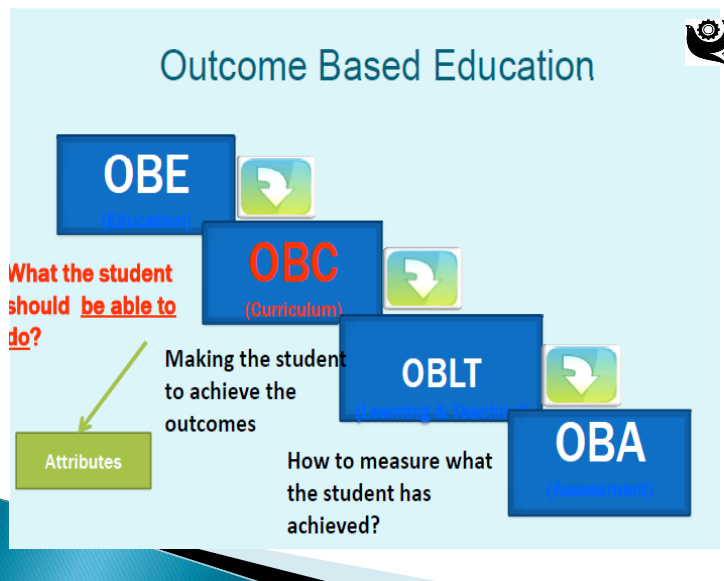 Outcome Based Education
OBE
(Education)
OBC
(Curriculum)
What the student
should be able to
do?
OBLT
(Learning & Teaching)
Making the student
to achieve the
outcomes
Attributes
OBA
(Assessment)
How to measure what
the student has
achieved?